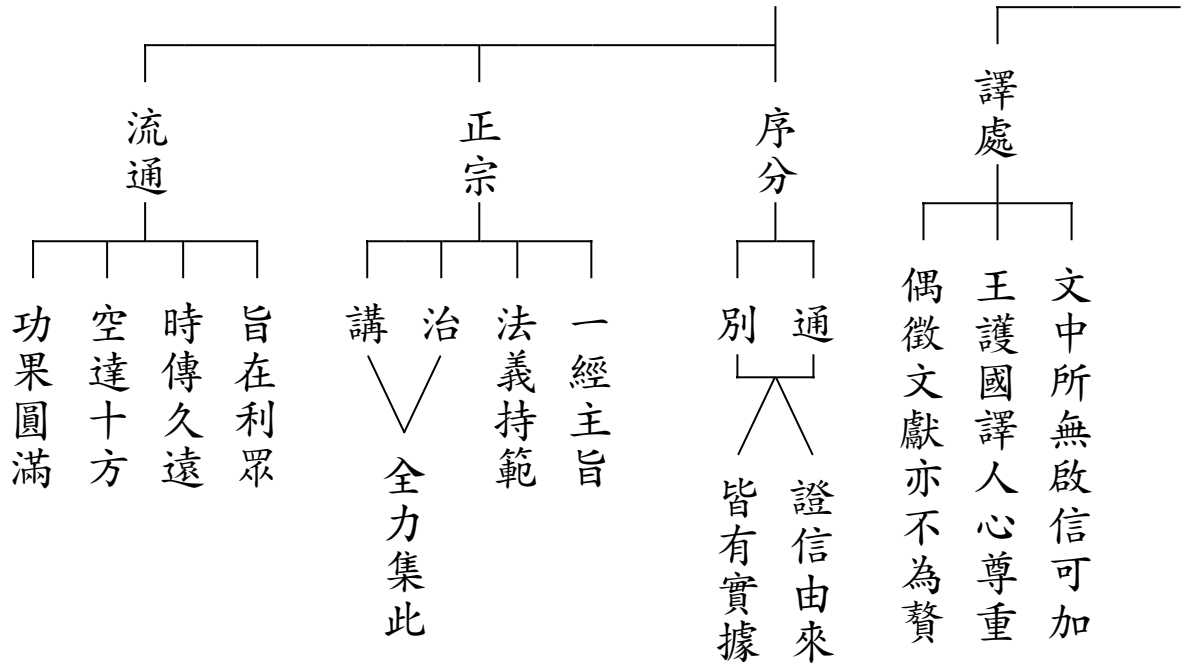 譯處
文中所無啟信可加
王護國譯人心尊重
偶徵文獻亦不為贅
序分
通
別
證信由來
皆有實據
正宗
一經主旨
法義持範
治
講
全力集此
流通
旨在利眾
時傳久遠
空達十方
功果圓滿